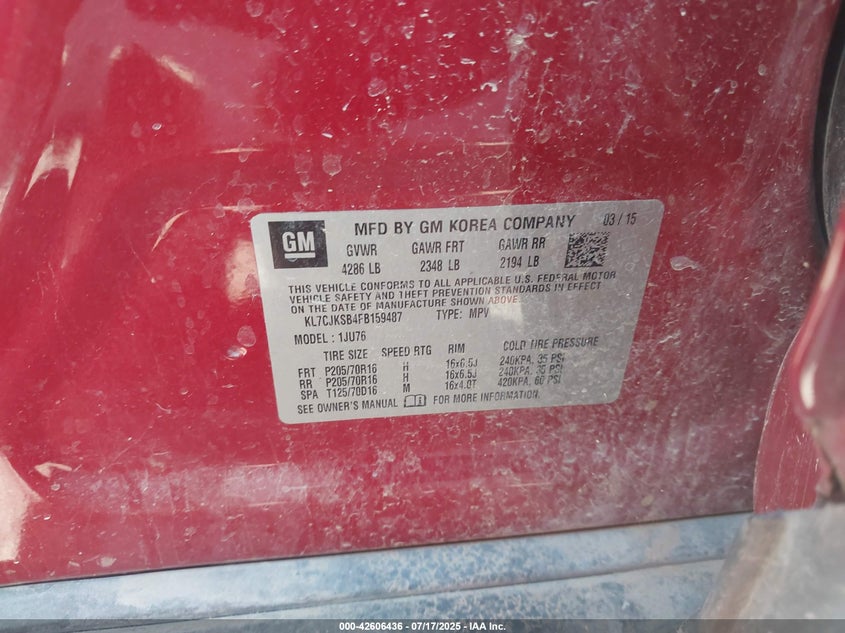 GM
MFD BY GM KOREA COMPANY 03 / 15
GVWR GAWR FRT GAWR RR
4286 LB 2348 LB 2194 LB
THIS VEHICLE CONFORMS TO ALL APPLICABLE U.S. FEDERAL MOTOR
VEHICLE SAFETY AND THEFT PREVENTION STANDARDS IN EFFECT
ON THE DATE OF MANUFACTURE SHOWN ABOVE.
KL7CJKSB4FB159487 TYPE: MPV
MODEL : 1JU76
TIRE SIZE SPEED RTG RIM COLD TIRE PRESSURE
FRT P205/70R16 H 16x6.5J 240KPA, 35 PSI
RR P205/70R16 H 16x6.5J 240KPA, 35 PSI
SPA T125/70D16 M 16x4.0T 420KPA, 60 PSI
SEE OWNER'S MANUAL FOR MORE INFORMATION.
000-42606436 - 07/17/2025 - IAA Inc.